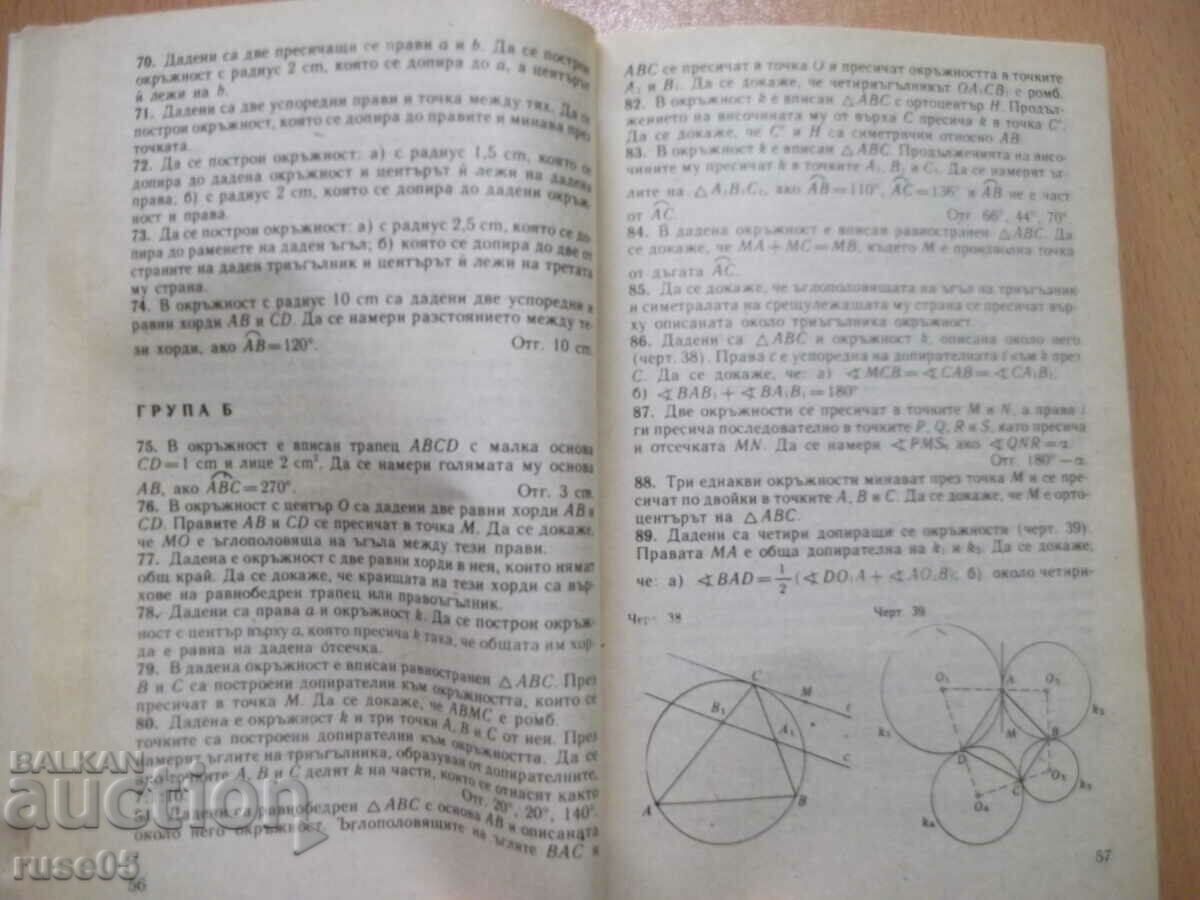 70. Дадени са две пресичащи се прави a и b. Да се построи
окръжност с радиус 2 cm, която се допира до a, а центърът
ѝ лежи на b.
71. Дадени са две успоредни прави и точка между тях. Да се
построи окръжност, която се допира до правите и минава през
точката.
72. Да се построи окръжност: а) с радиус 1,5 cm, която се
допира до дадена окръжност и центърът ѝ лежи на дадена
права; б) с радиус 2 cm, която се допира до дадени окръж-
ност и права.
73. Да се построи окръжност: а) с радиус 2,5 cm, която се до-
пира до раменете на даден ъгъл; б) която се допира до две от
страните на даден триъгълник и центърът ѝ лежи на третата
му страна.
74. В окръжност с радиус 10 cm са дадени две успоредни и
равни хорди AB и CD. Да се намери разстоянието между те-
зи хорди, ако AB=120°. Отг. 10 cm.
ГРУПА Б
75. В окръжност е вписан трапец ABCD с малка основа
CD=1 cm и лице 2 cm². Да се намери голямата му основа
AB, ако ABC=270°. Отг. 3 cm.
76. В окръжност с център O са дадени две равни хорди AB и
CD. Правите AB и CD се пресичат в точка M. Да се докаже,
че MO е ъглополовяща на ъгъла между тези прави.
77. Дадена е окръжност с две равни хорди в нея, които нямат
общ край. Да се докаже, че краищата на тези хорди са вър-
хове на равнобедрен трапец или правоъгълник.
78. Дадени са права a и окръжност k. Да се построи окръж-
ност с център върху a, която пресича k така, че общата им хор-
да е равна на дадена отсечка.
79. В дадена окръжност е вписан равностранен △ABC. През
B и C са построени допирателни към окръжността, които се
пресичат в точка M. Да се докаже, че ABMC е ромб.
80. Дадена е окръжност k и три точки A, B и C от нея. През
точките са построени допирателни към окръжността. Да се
намерят ъглите на триъгълника, образуван от допирателните,
ако точките A, B и C делят k на части, които се отнасят както
Отг. 20°, 20°, 140°.
81. Дадени са равнобедрен △ABC с основа AB и описаната
около него окръжност. Ъглополовящите на ъглите BAC и
56
ABC се пресичат в точка O и пресичат окръжността в точките
A₁ и B₁. Да се докаже, че четириъгълникът OA₁CB₁ е ромб.
82. В окръжност k е вписан △ABC с ортоцентър H. Продъл-
жението на височината му от върха C пресича k в точка C'.
Да се докаже, че C' и H са симетрични относно AB.
83. В окръжност k е вписан △ABC. Продълженията на висо-
чините му пресичат k в точките A₁, B₁ и C₁. Да се намерят ъг-
лите на △A₁B₁C₁, ако AB=110°, AC=136° и AB не е част
от AC. Отг. 66°, 44°, 70°.
84. В дадена окръжност е вписан равностранен △ABC. Да
се докаже, че MA+MC=MB, където M е произволна точка
от дъгата AC.
85. Да се докаже, че ъглополовящата на ъгъл на триъгълник
и симетралата на срещулежащата му страна се пресичат вър-
ху описаната около триъгълника окръжност.
86. Дадени са △ABC и окръжност k, описана около него
(черт. 38). Права c е успоредна на допирателната t към k през
C. Да се докаже, че: а) ∢MCB=∢CAB=∢CA₁B₁.
б) ∢BAB₁+∢BA₁B₁=180°
87. Две окръжности се пресичат в точките M и N, а права l
ги пресича последователно в точките P, Q, R и S, като пресича
и отсечката MN. Да се намери ∢PMS, ако ∢QNR=α.
Отг. 180°−α.
88. Три еднакви окръжности минават през точка M и се пре-
сичат по двойки в точките A, B и C. Да се докаже, че M е орто-
центърът на △ABC.
89. Дадени са четири допиращи се окръжности (черт. 39).
Правата MA е обща допирателна на k₁ и k₂. Да се докаже,
че: а) ∢BAD=1/2(∢DO₁A+∢AO₂B); б) около четири-
Черт 38
Черт. 39
C
M
B₁
A₁
t
c
A
B
O₁
A
O₂
k₁
k₂
M
D
B
O₃
O₄
C
k₃
k₄
57
BALKAN
auction
ruse05